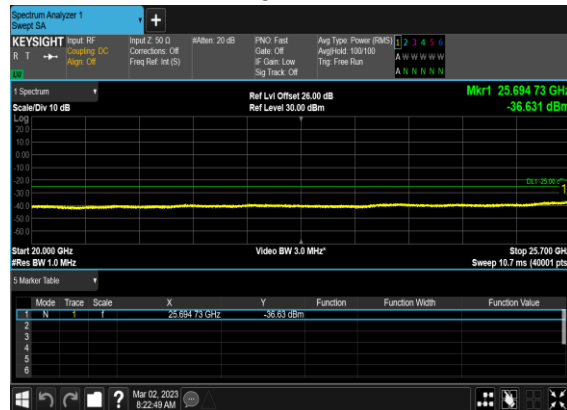 Spectrum Analyzer 1
Swept SA
+
KEYSIGHT Input: RF Input Z: 50 Ω #Atten: 20 dB PNO: Fast Avg Type: Power (RMS) 1 2 3 4 5 6
R T Coupling: DC Corrections: Off Gate: Off Avg|Hold: 100/100 A W W W W W
Align: Off Freq Ref: Int (S) IF Gain: Low Trig: Free Run
Sig Track: Off A N N N N N
1 Spectrum Ref Lvl Offset 26.00 dB Mkr1 25.694 73 GHz
Scale/Div 10 dB Ref Level 30.00 dBm -36.631 dBm
Log
20.0
10.0
0.00
-10.0
-20.0
DL1 -25.00
-30.0
1
-40.0
-50.0
-60.0
Start 20.000 GHz Video BW 3.0 MHz* Stop 25.700 GHz
#Res BW 1.0 MHz Sweep 10.7 ms (40001 pts
5 Marker Table
Mode Trace Scale X Y Function Function Width Function Value
1 N 1 f 25.694 73 GHz -36.63 dBm
2
3
4
5
6
? Mar 02, 2023
8:22:49 AM